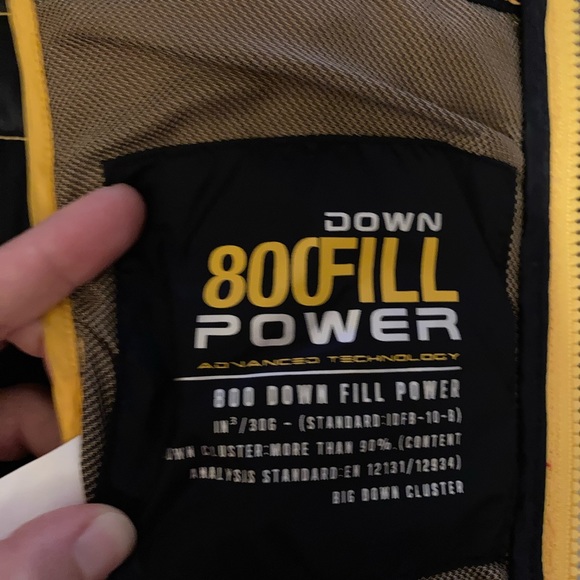 DOWN
800FILL
POWER
ADVANCED TECHNOLOGY
800 DOWN FILL POWER
IN³/30G - (STANDARD:IDFB-10-B)
CLUSTER:MORE THAN 90%.(CONTENT
ANALYSIS STANDARD:EN 12131/12934)
BIG DOWN CLUSTER